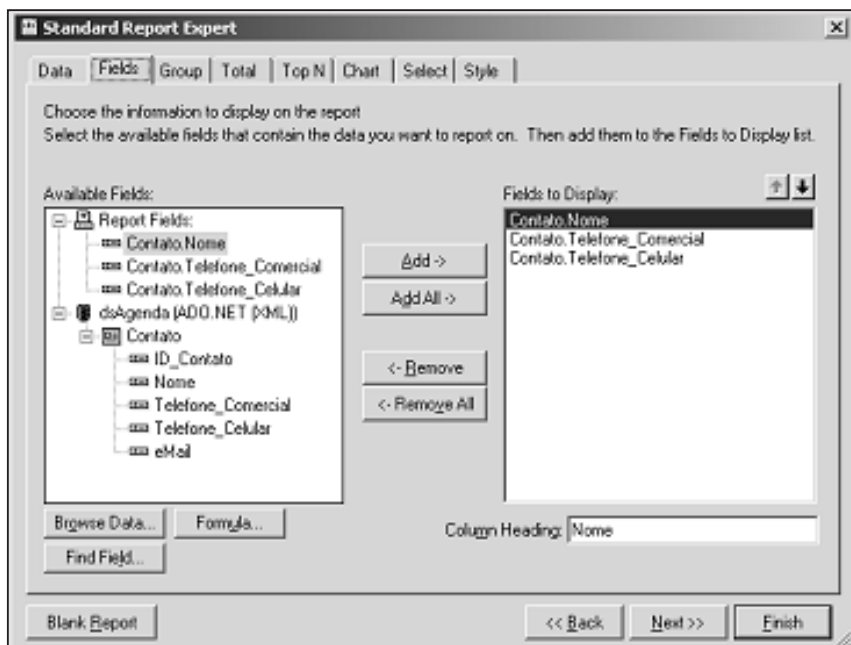 Standard Report Expert
Data Fields Group Total Top N Chart Select Style
Choose the information to display on the report
Select the available fields that contain the data you want to report on. Then add them to the Fields to Display list.
Available Fields:
Report Fields:
Contato.Nome
Contato.Telefone_Comercial
Contato.Telefone_Celular
dsAgenda (ADO.NET (XML))
Contato
ID_Contato
Nome
Telefone_Comercial
Telefone_Celular
eMail
Browse Data...
Formula...
Find Field...
Add ->
Add All ->
<- Remove
<- Remove All
Fields to Display:
Contato.Nome
Contato.Telefone_Comercial
Contato.Telefone_Celular
Column Heading: Nome
Blank Report
<< Back
Next >>
Finish